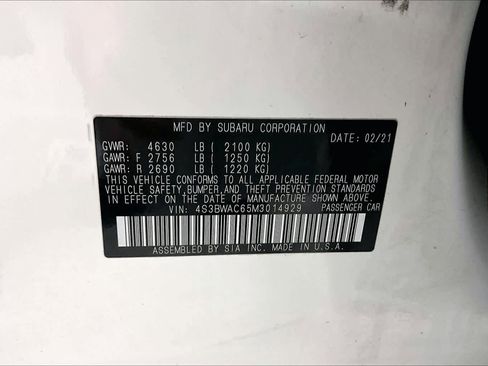 MFD BY SUBARU CORPORATION
DATE: 02/21
GVWR: 4630 LB ( 2100 KG)
GAWR: F 2756 LB ( 1250 KG)
GAWR: R 2690 LB ( 1220 KG)
THIS VEHICLE CONFORMS TO ALL APPLICABLE FEDERAL MOTOR
VEHICLE SAFETY,BUMPER,AND THEFT PREVENTION STANDARDS
IN EFFECT ON THE DATE OF MANUFACTURE SHOWN ABOVE.
VIN: 4S3BWAC65M3014929 PASSENGER CAR
ASSEMBLED BY SIA INC. MADE IN U.S.A.